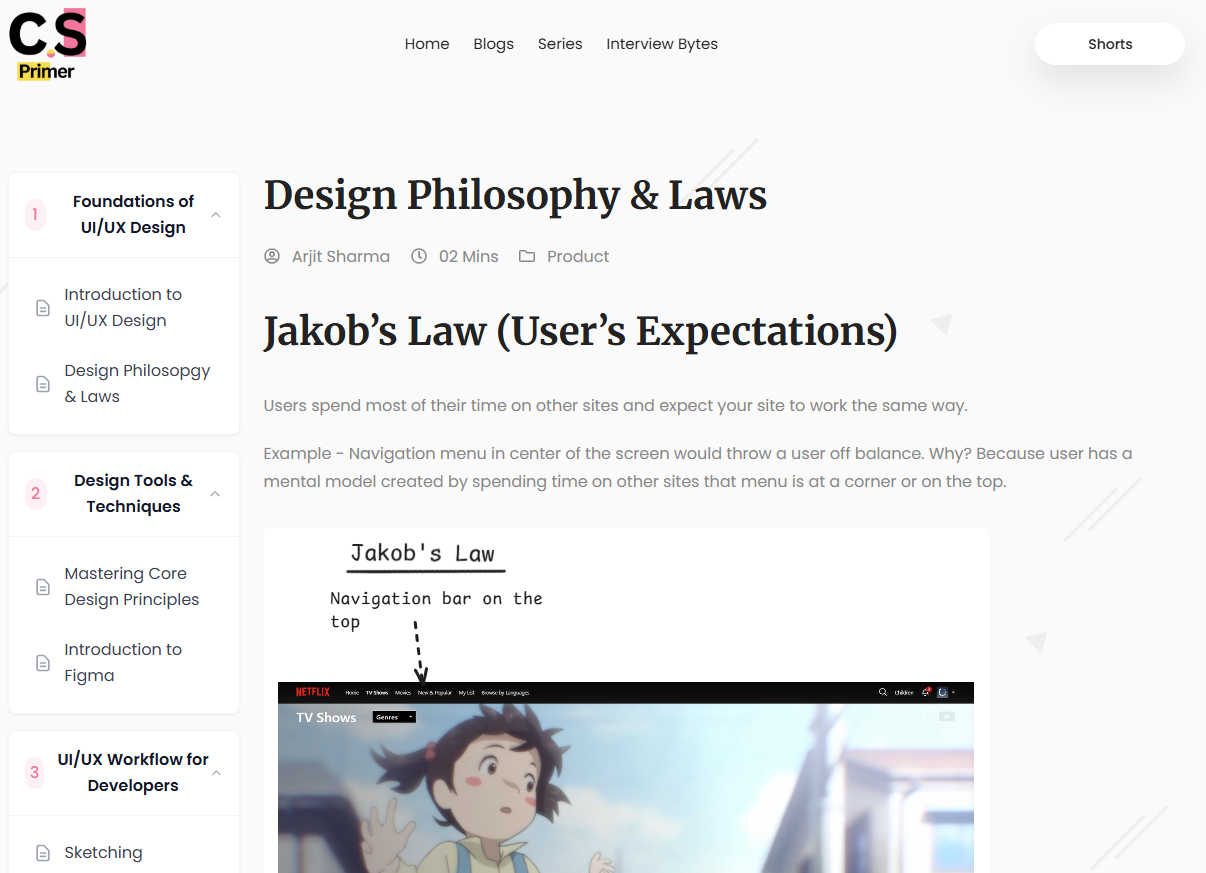 C.S
Primer
Home Blogs Series Interview Bytes
Shorts
1
Foundations of
UI/UX Design
Introduction to
UI/UX Design
Design Philosopgy
& Laws
2
Design Tools &
Techniques
Mastering Core
Design Principles
Introduction to
Figma
3
UI/UX Workflow for
Developers
Sketching
Design Philosophy & Laws
Arjit Sharma 02 Mins Product
Jakob’s Law (User’s Expectations)
Users spend most of their time on other sites and expect your site to work the same way.
Example - Navigation menu in center of the screen would throw a user off balance. Why? Because user has a
mental model created by spending time on other sites that menu is at a corner or on the top.
Jakob's Law
Navigation bar on the
top
NETFLIX Home TV Shows Movies New & Popular My List Browse by Languages Children
TV Shows Genres